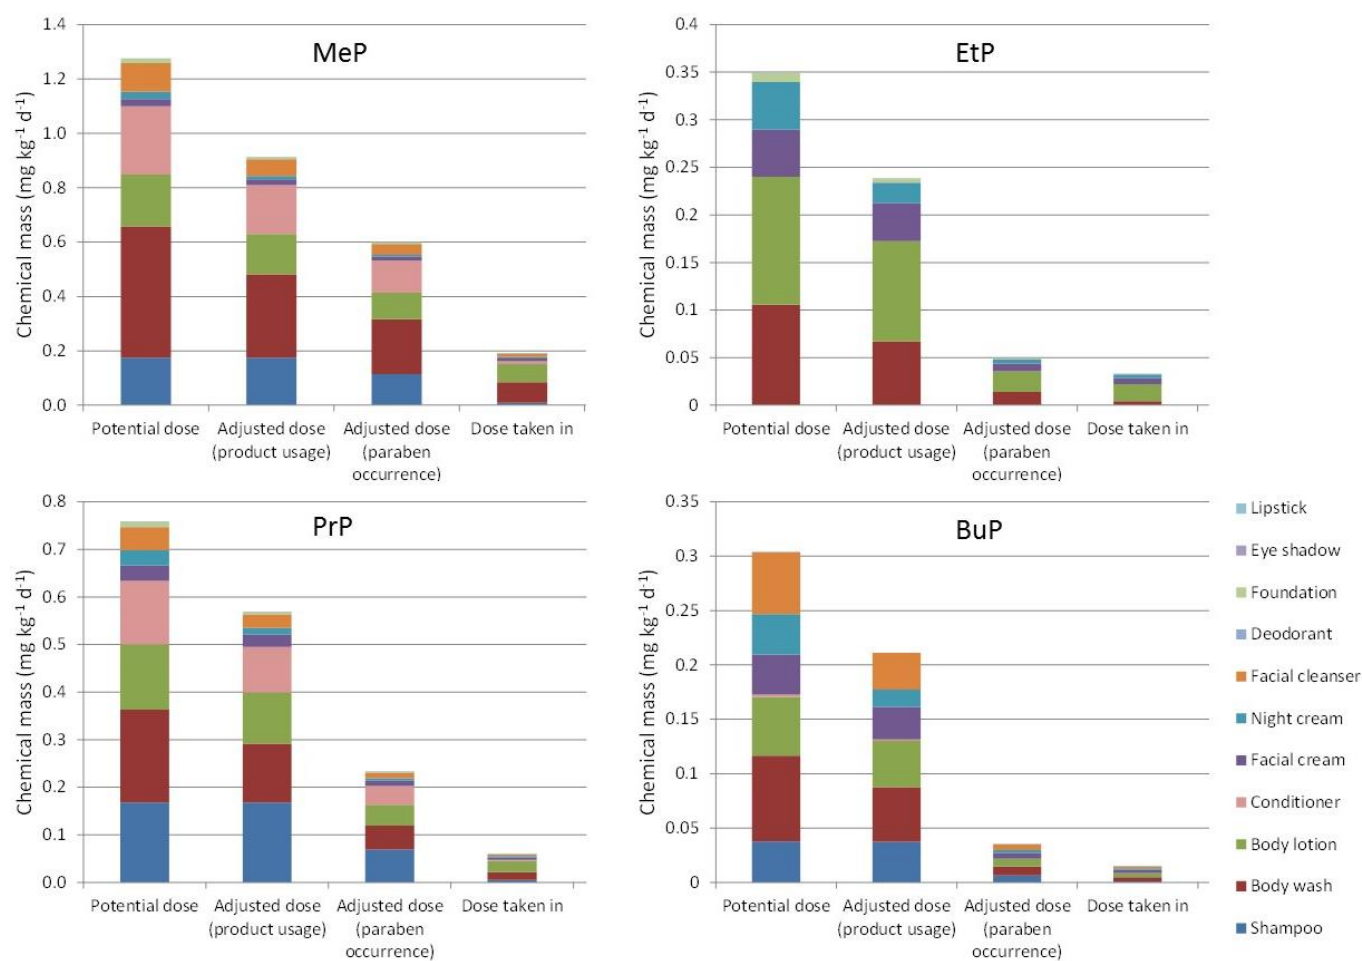 MeP
Chemical mass (mg kg⁻¹ d⁻¹)
1.4
1.2
1.0
0.8
0.6
0.4
0.2
0.0
Potential dose
Adjusted dose
(product usage)
Adjusted dose
(paraben
occurrence)
Dose taken in
EtP
Chemical mass (mg kg⁻¹ d⁻¹)
0.4
0.35
0.3
0.25
0.2
0.15
0.1
0.05
0
Potential dose
Adjusted dose
(product usage)
Adjusted dose
(paraben
occurrence)
Dose taken in
PrP
Chemical mass (mg kg⁻¹ d⁻¹)
0.8
0.7
0.6
0.5
0.4
0.3
0.2
0.1
0.0
Potential dose
Adjusted dose
(product usage)
Adjusted dose
(paraben
occurrence)
Dose taken in
BuP
Chemical mass (mg kg⁻¹ d⁻¹)
0.35
0.3
0.25
0.2
0.15
0.1
0.05
0
Potential dose
Adjusted dose
(product usage)
Adjusted dose
(paraben
occurrence)
Dose taken in
Lipstick
Eye shadow
Foundation
Deodorant
Facial cleanser
Night cream
Facial cream
Conditioner
Body lotion
Body wash
Shampoo